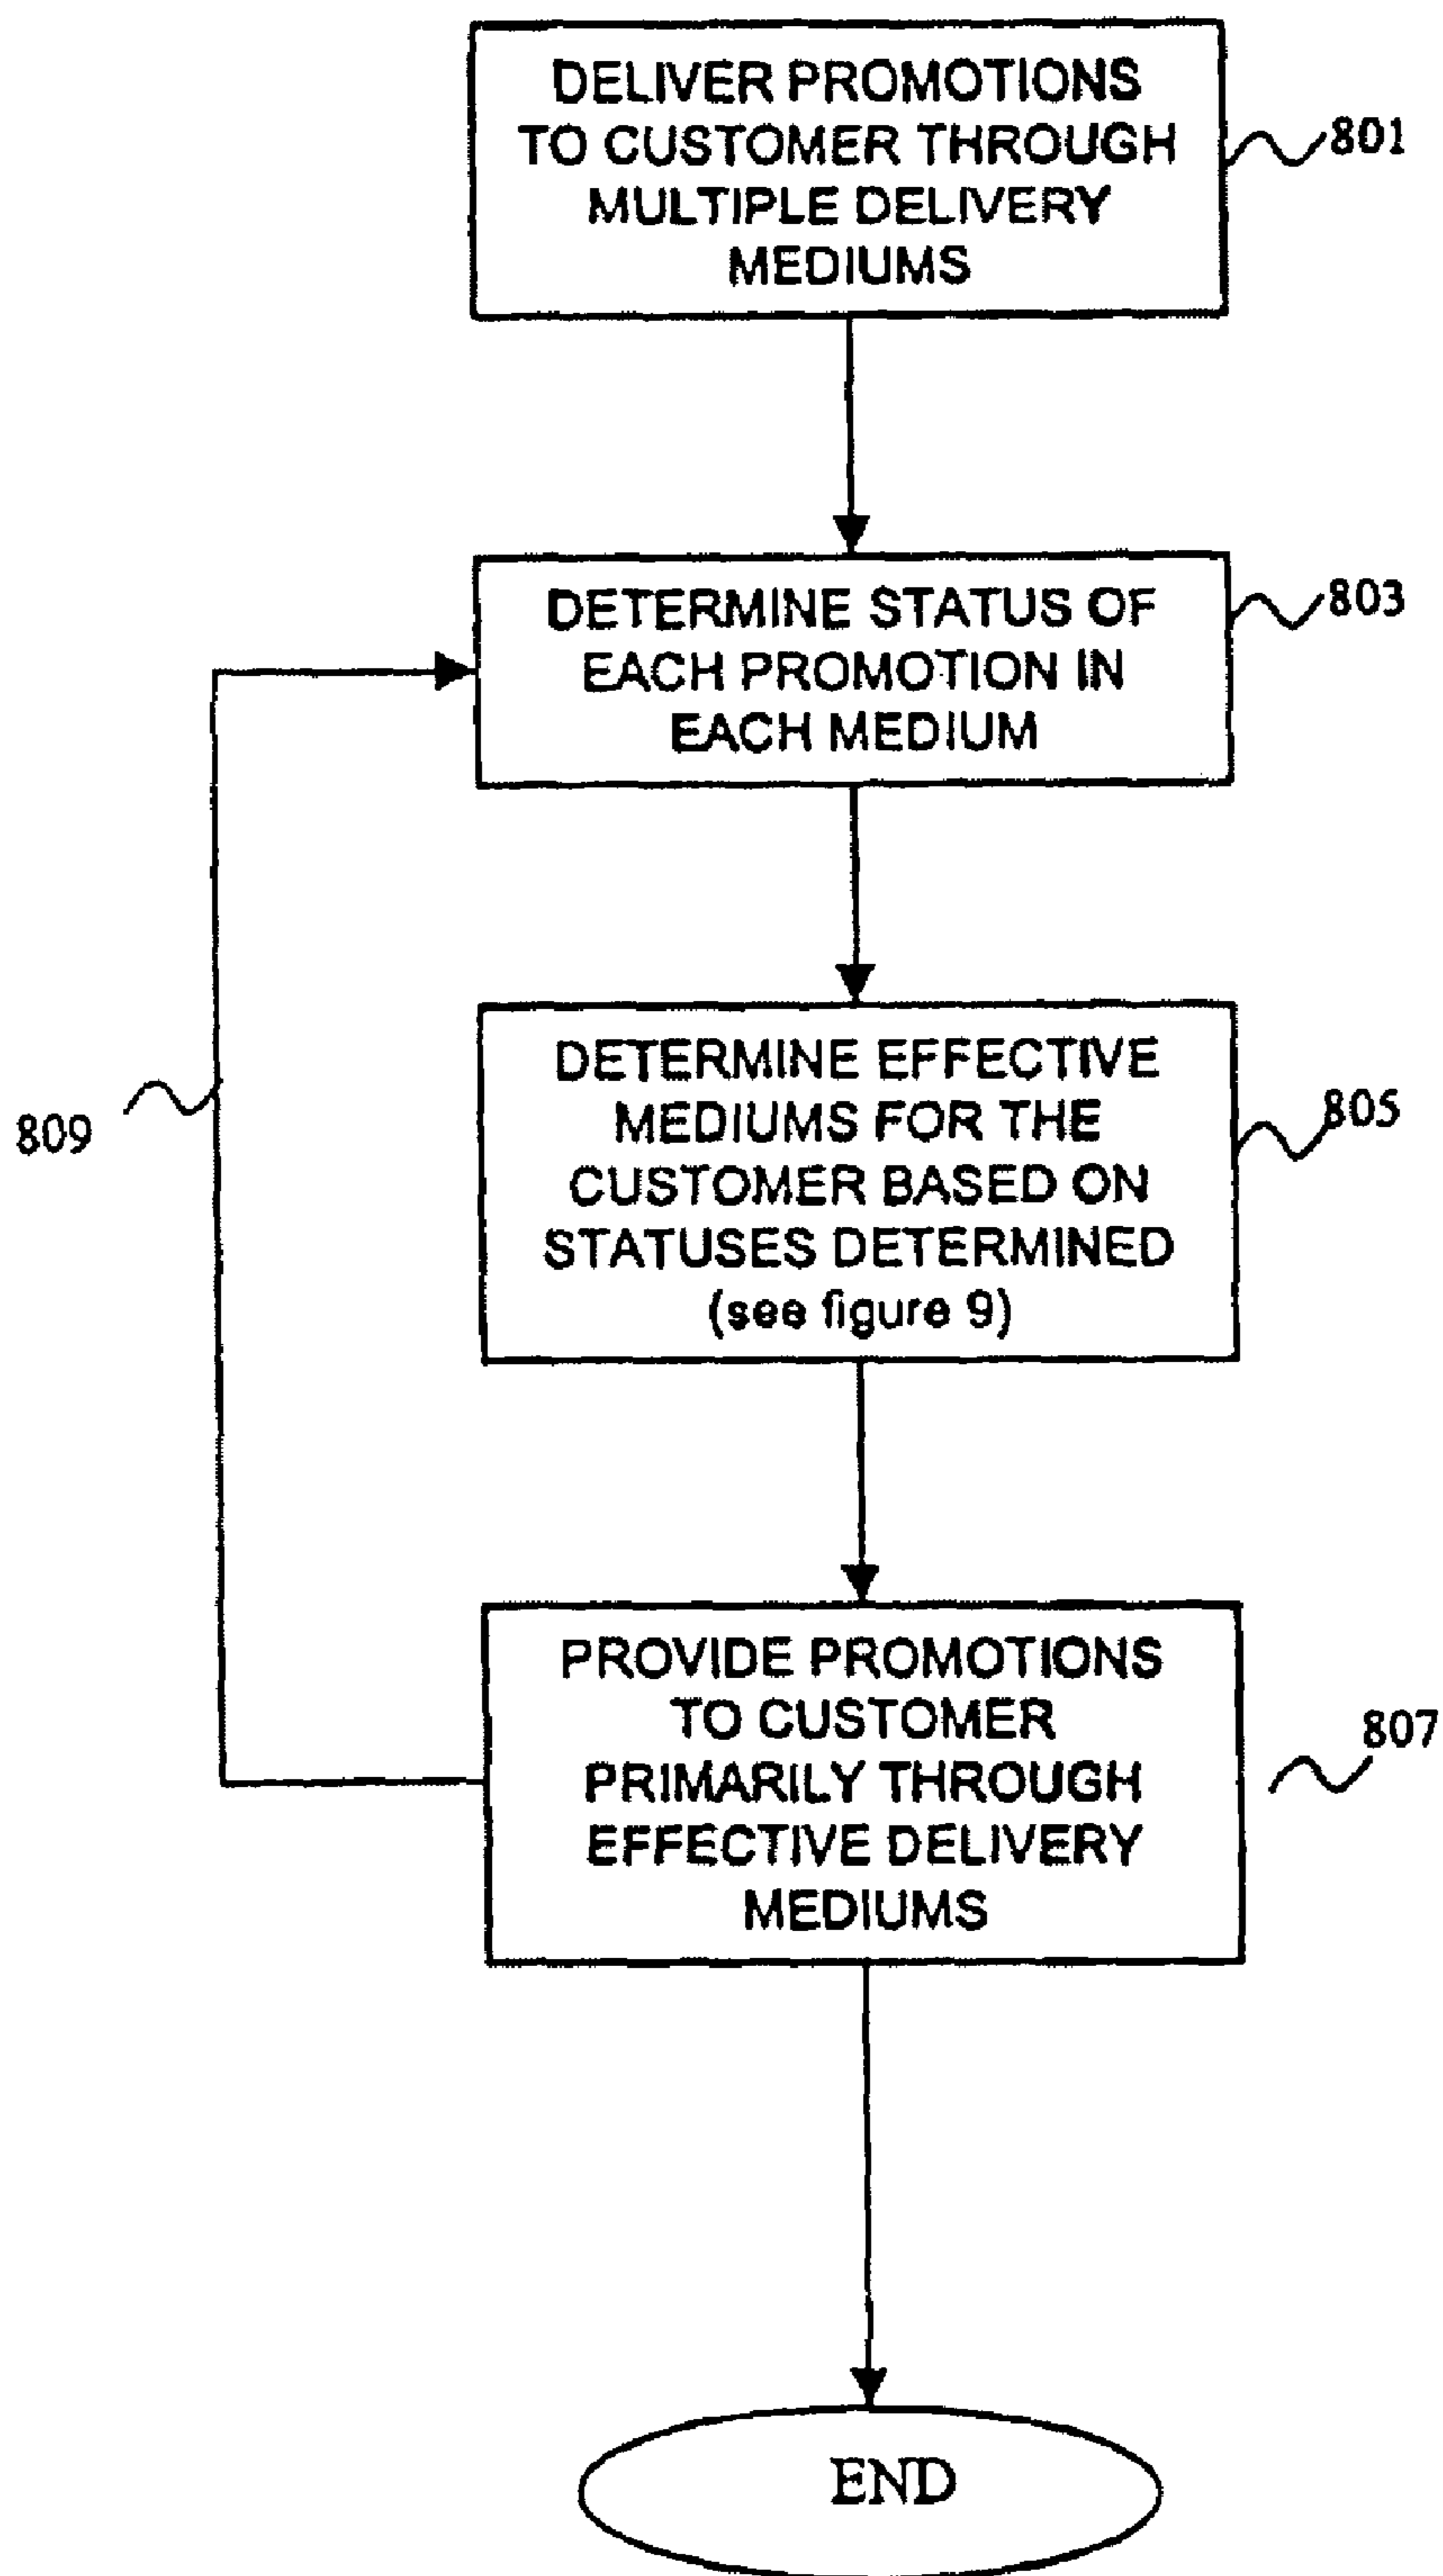 DELIVER PROMOTIONS
TO CUSTOMER THROUGH
MULTIPLE DELIVERY
MEDIUMS
801
DETERMINE STATUS OF
EACH PROMOTION IN
EACH MEDIUM
803
DETERMINE EFFECTIVE
MEDIUMS FOR THE
CUSTOMER BASED ON
STATUSES DETERMINED
(see figure 9)
805
809
PROVIDE PROMOTIONS
TO CUSTOMER
PRIMARILY THROUGH
EFFECTIVE DELIVERY
MEDIUMS
807
END